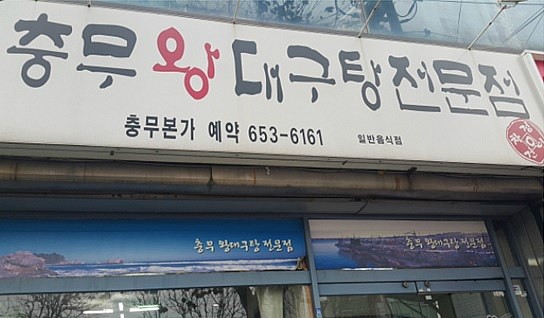 충무왕대구탕전문점
충무본가 예약 653-6161
일반음식점
충무 왕대구탕 전문점
충무 왕대구탕 전문점